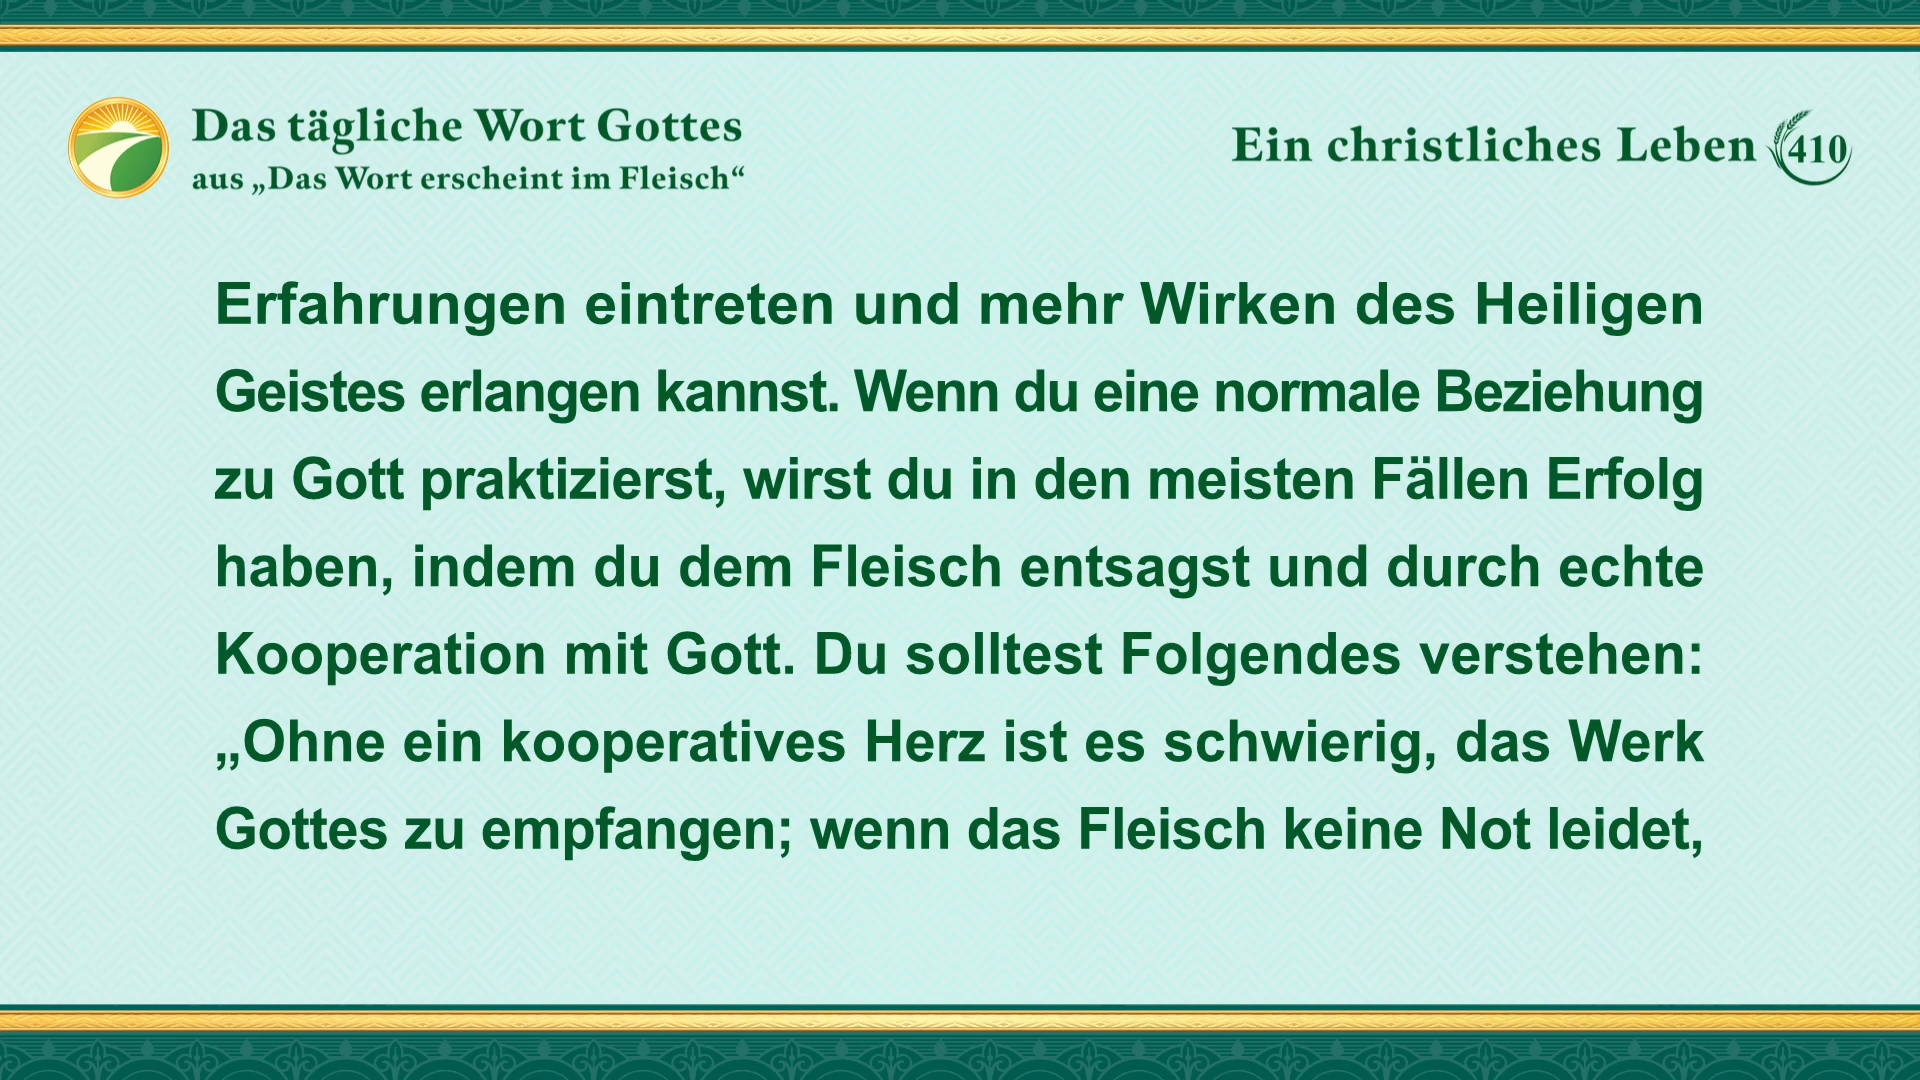 Das tägliche Wort Gottes
aus „Das Wort erscheint im Fleisch“
Ein christliches Leben 410
Erfahrungen eintreten und mehr Wirken des Heiligen
Geistes erlangen kannst. Wenn du eine normale Beziehung
zu Gott praktizierst, wirst du in den meisten Fällen Erfolg
haben, indem du dem Fleisch entsagst und durch echte
Kooperation mit Gott. Du solltest Folgendes verstehen:
„Ohne ein kooperatives Herz ist es schwierig, das Werk
Gottes zu empfangen; wenn das Fleisch keine Not leidet,